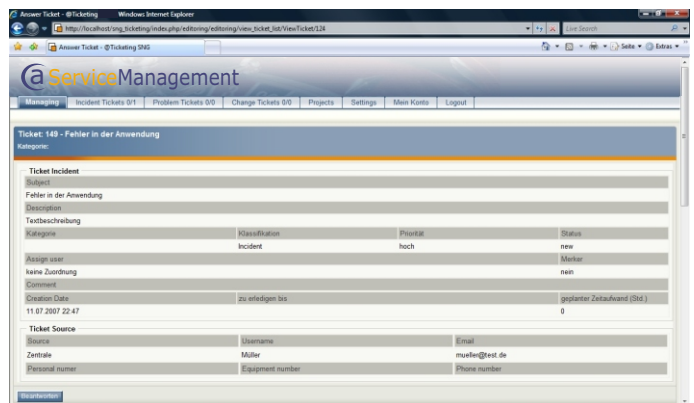 Answer Ticket - @Ticketing Windows Internet Explorer
http://localhost/sng_ticketing/index.php/editoring/editoring/view_ticket_list/ViewTicket/124
Live Search
Answer Ticket - @Ticketing SNG
Seite Extras
@ServiceManagement
Managing Incident Tickets 0/1 Problem Tickets 0/0 Change Tickets 0/0 Projects Settings Mein Konto Logout
Ticket: 149 - Fehler in der Anwendung
Kategorie:
Ticket Incident
Subject
Fehler in der Anwendung
Description
Textbeschreibung
Kategorie Klassifikation Priorität Status
Incident hoch new
Assign user Merker
keine Zuordnung nein
Comment
Creation Date zu erledigen bis geplanter Zeitaufwand (Std.)
11.07.2007 22:47 0
Ticket Source
Source Username Email
Zentrale Müller mueller@test.de
Personal numer Equipment number Phone number
Beantworten